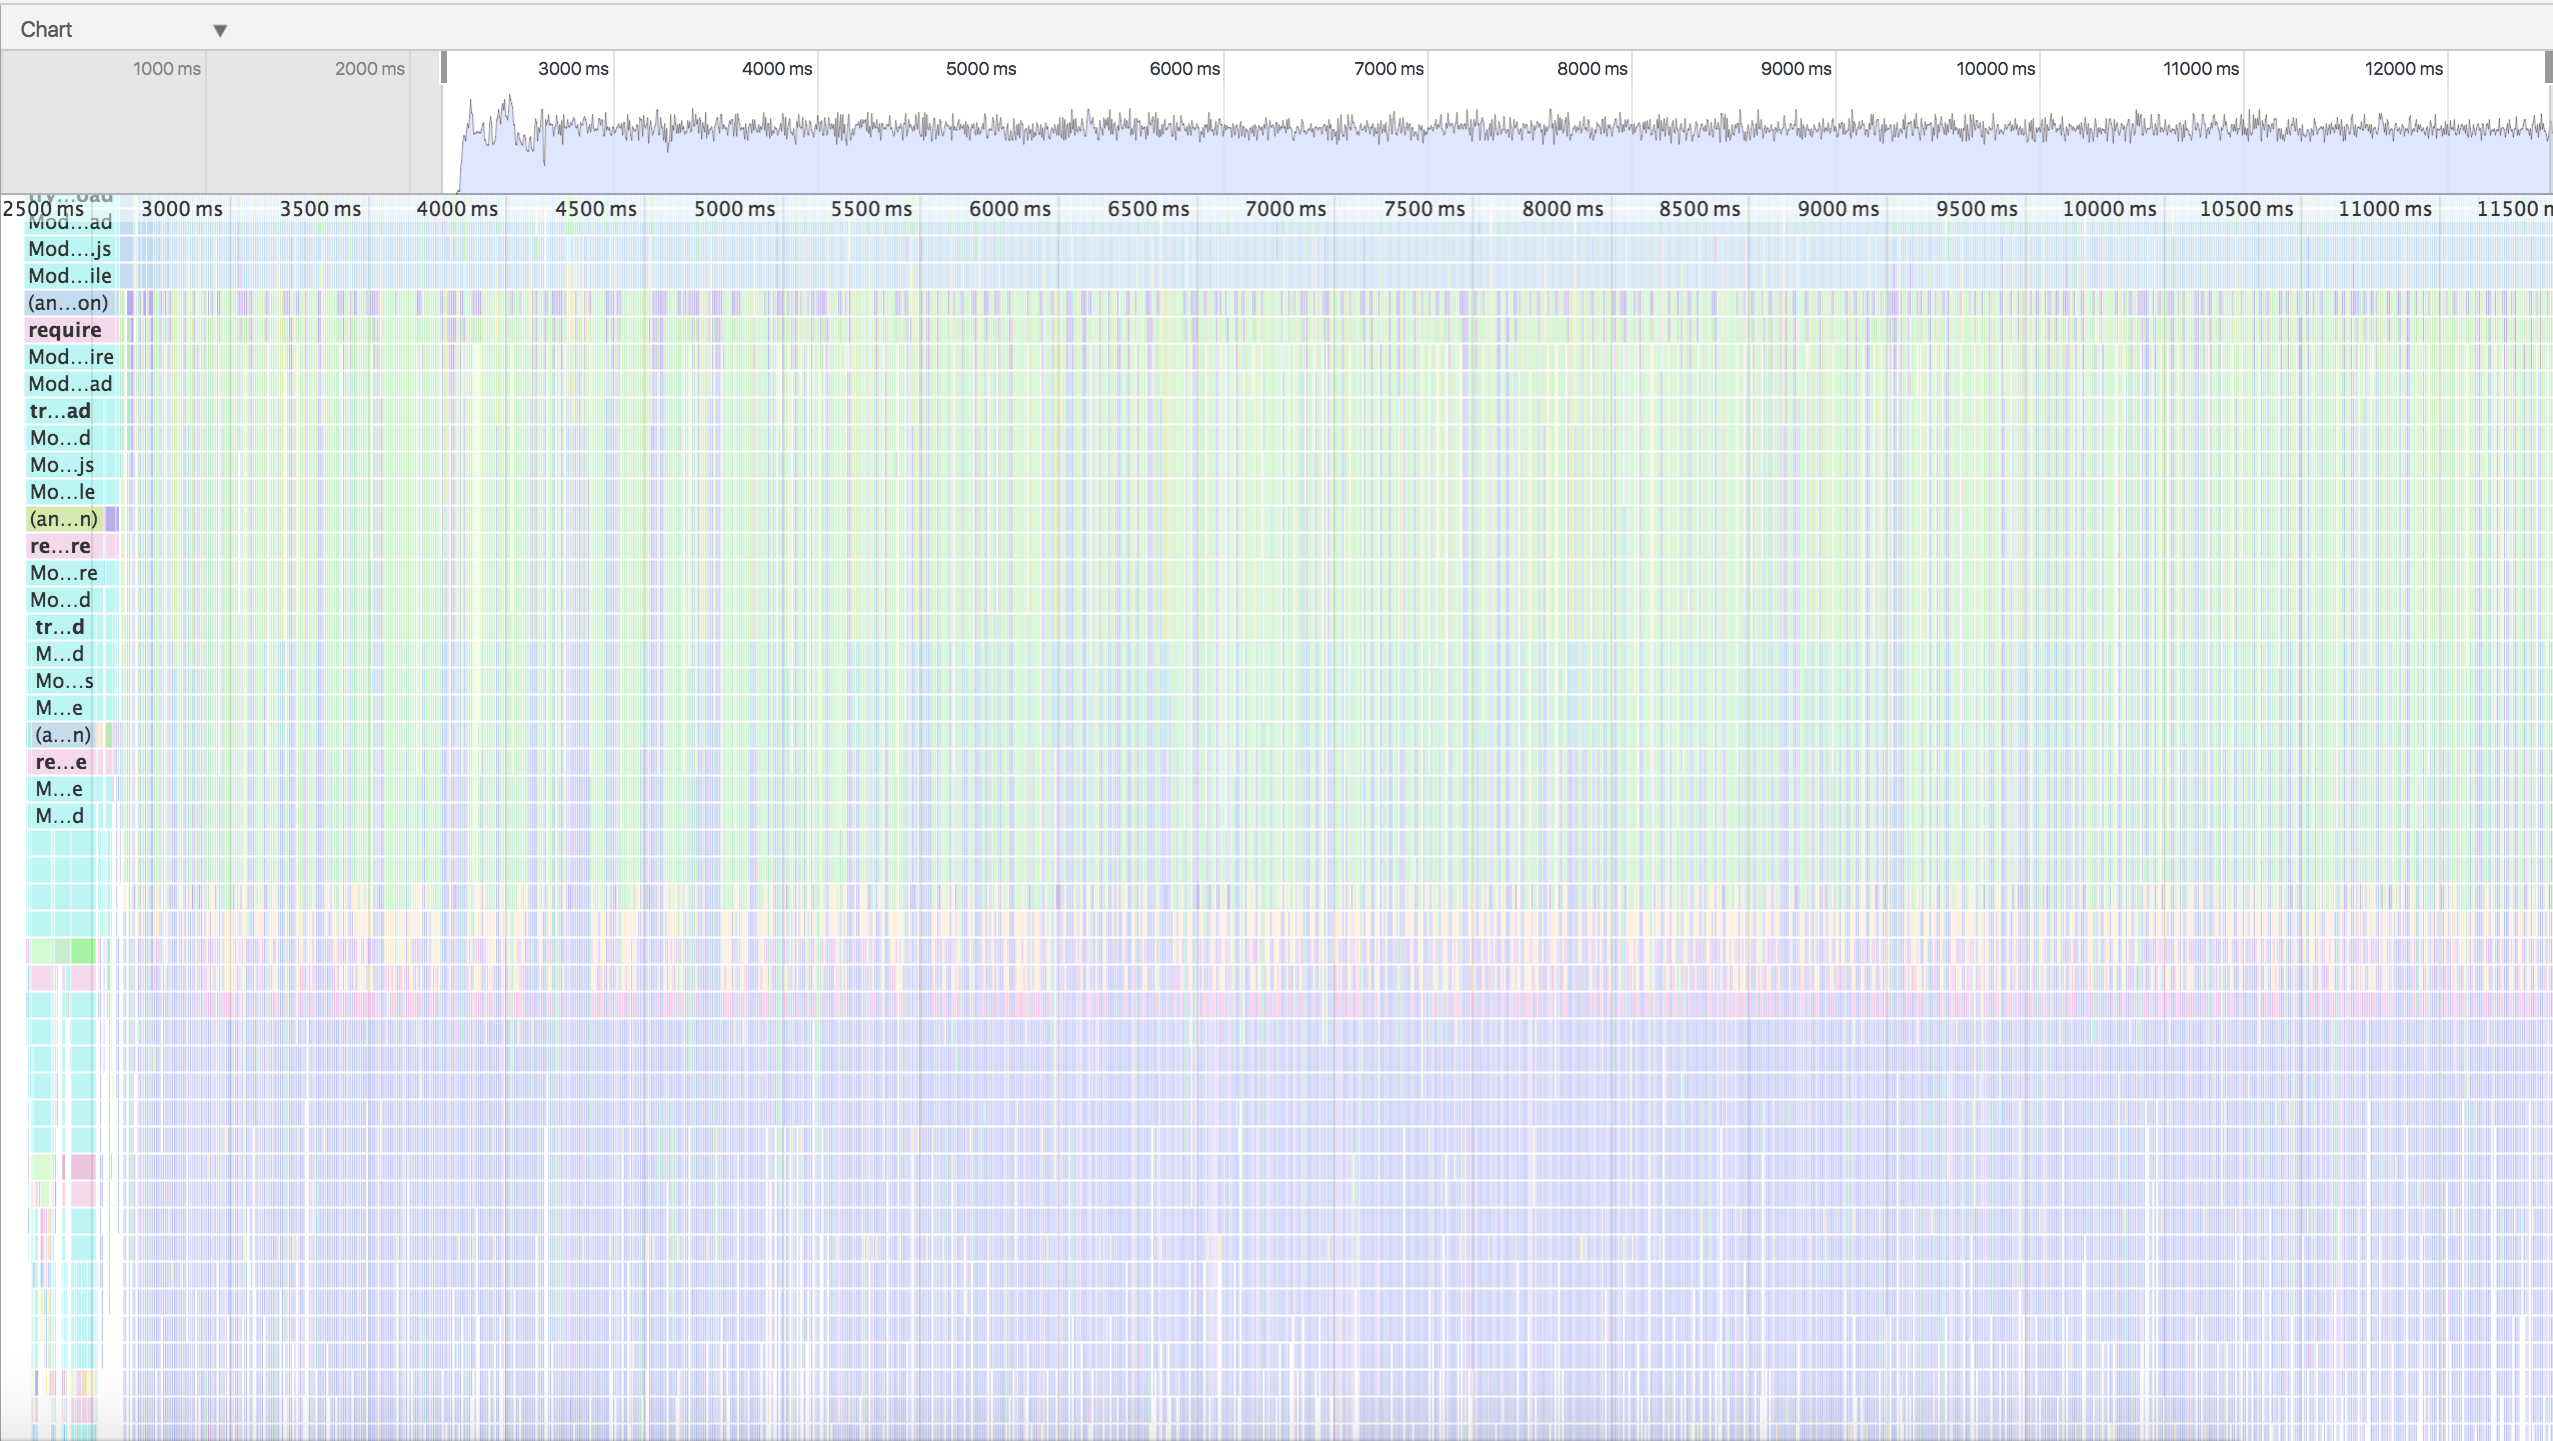 Chart ▼
1000 ms 2000 ms 3000 ms 4000 ms 5000 ms 6000 ms 7000 ms 8000 ms 9000 ms 10000 ms 11000 ms 12000 ms
2500 ms 3000 ms 3500 ms 4000 ms 4500 ms 5000 ms 5500 ms 6000 ms 6500 ms 7000 ms 7500 ms 8000 ms 8500 ms 9000 ms 9500 ms 10000 ms 10500 ms 11000 ms 11500 m
Mod…ad
Mod….js
Mod…ile
(an…on)
require
Mod…ire
Mod…ad
tr…ad
Mo…d
Mo…js
Mo…le
(an…n)
re…re
Mo…re
Mo…d
tr…d
M…d
Mo…s
M…e
(a…n)
re…e
M…e
M…d